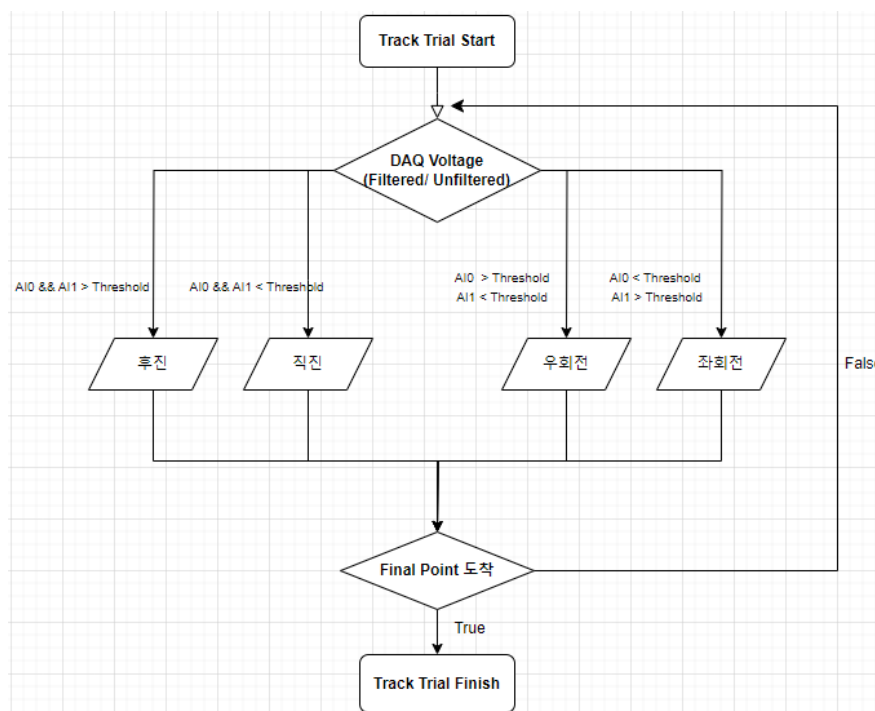 Track Trial Start
DAQ Voltage
(Filtered/ Unfiltered)
AI0 && AI1 > Threshold
AI0 && AI1 < Threshold
AI0 > Threshold
AI1 < Threshold
AI0 < Threshold
AI1 > Threshold
후진
직진
우회전
좌회전
False
Final Point 도착
True
Track Trial Finish